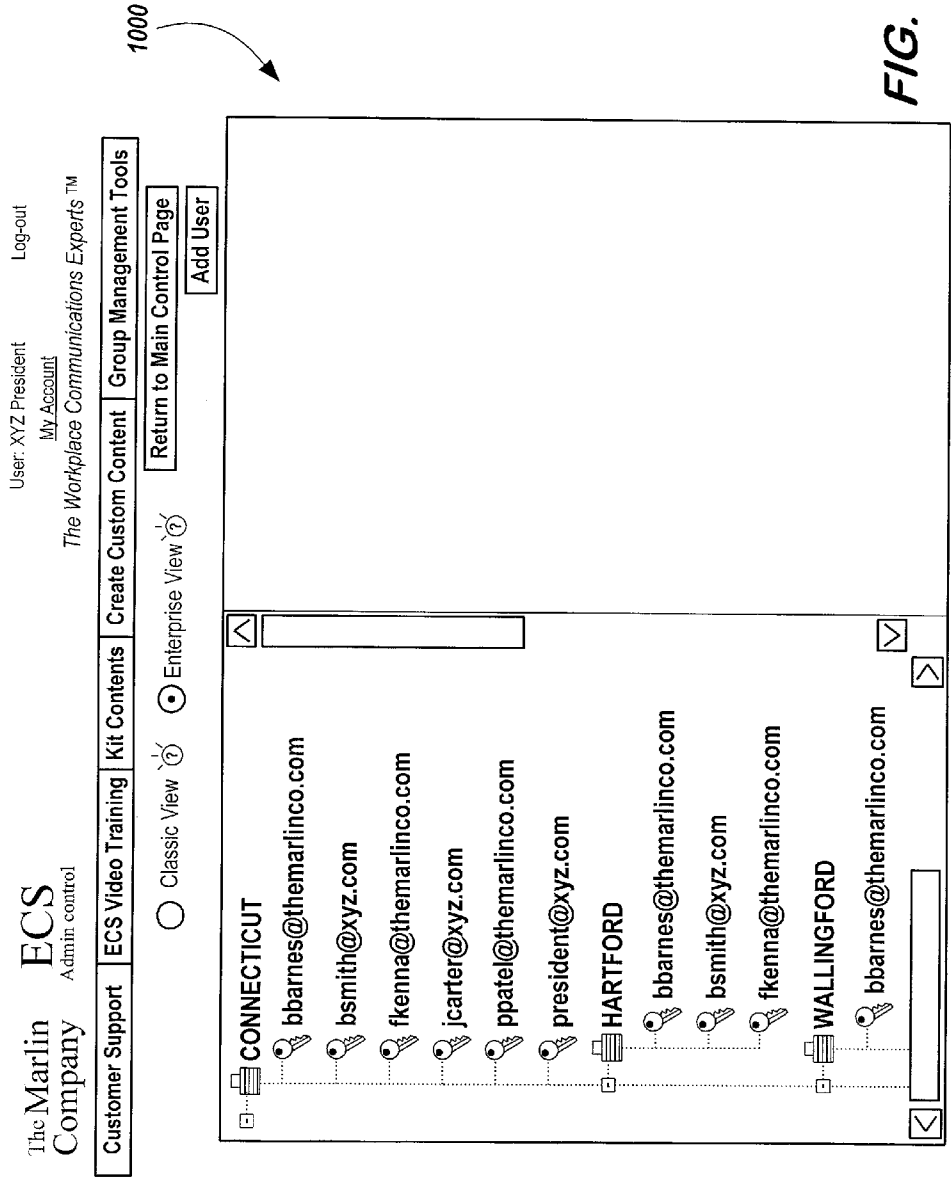 The Marlin
Company
ECS
Admin control
User: XYZ President
Log-out
My Account
The Workplace Communications Experts ™
Customer Support
ECS Video Training
Kit Contents
Create Custom Content
Group Management Tools
Classic View ?
Enterprise View ?
Return to Main Control Page
Add User
CONNECTICUT
bbarnes@themarlinco.com
bsmith@xyz.com
fkenna@themarlinco.com
jcarter@xyz.com
ppatel@themarlinco.com
president@xyz.com
HARTFORD
bbarnes@themarlinco.com
bsmith@xyz.com
fkenna@themarlinco.com
WALLINGFORD
bbarnes@themarlinco.com
1000
FIG.